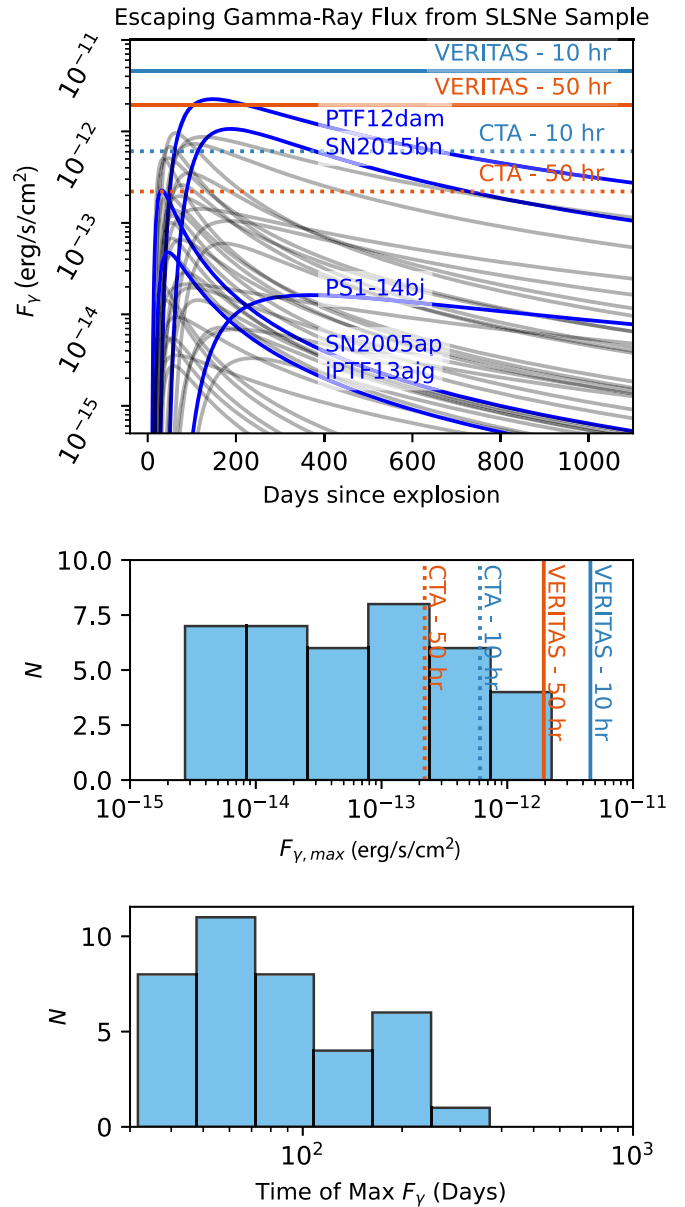 Escaping Gamma-Ray Flux from SLSNe Sample
F_γ (erg/s/cm²)
10⁻¹¹
10⁻¹²
10⁻¹³
10⁻¹⁴
10⁻¹⁵
VERITAS - 10 hr
VERITAS - 50 hr
PTF12dam
CTA - 10 hr
SN2015bn
CTA - 50 hr
PS1-14bj
SN2005ap
iPTF13ajg
0 200 400 600 800 1000
Days since explosion
N
10.0
7.5
5.0
2.5
0.0
CTA - 50 hr
CTA - 10 hr
VERITAS - 50 hr
VERITAS - 10 hr
10⁻¹⁵ 10⁻¹⁴ 10⁻¹³ 10⁻¹² 10⁻¹¹
F_γ, max (erg/s/cm²)
N
10
5
0
10² 10³
Time of Max F_γ (Days)